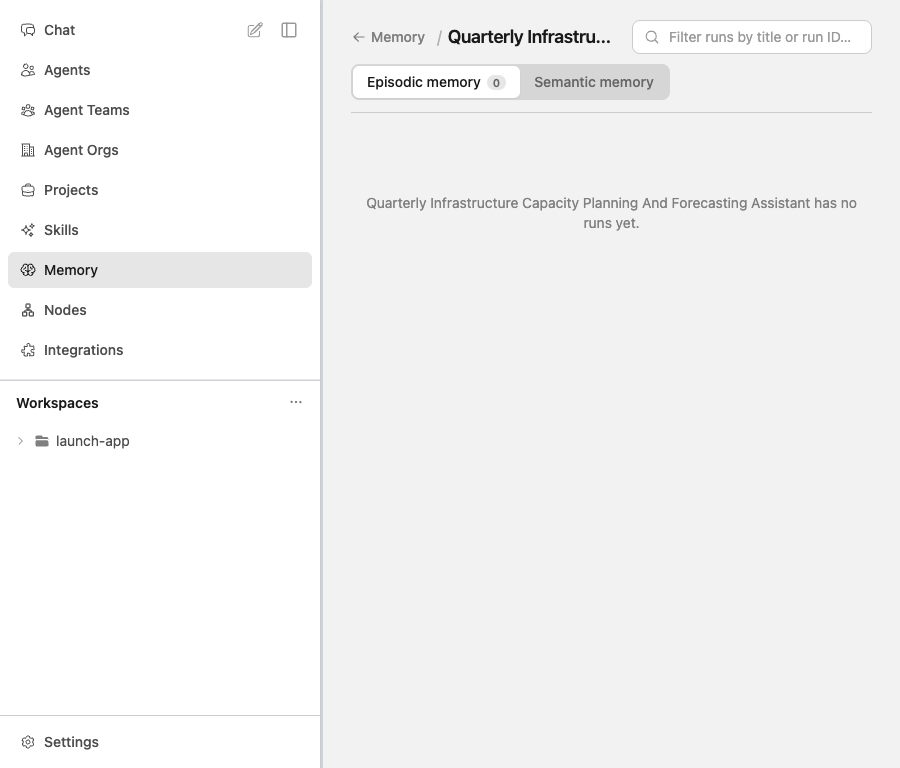 Chat
Agents
Agent Teams
Agent Orgs
Projects
Skills
Memory
Nodes
Integrations
Workspaces
launch-app
Settings
Memory / Quarterly Infrastru...
Filter runs by title or run ID...
Episodic memory 0
Semantic memory
Quarterly Infrastructure Capacity Planning And Forecasting Assistant has no
runs yet.